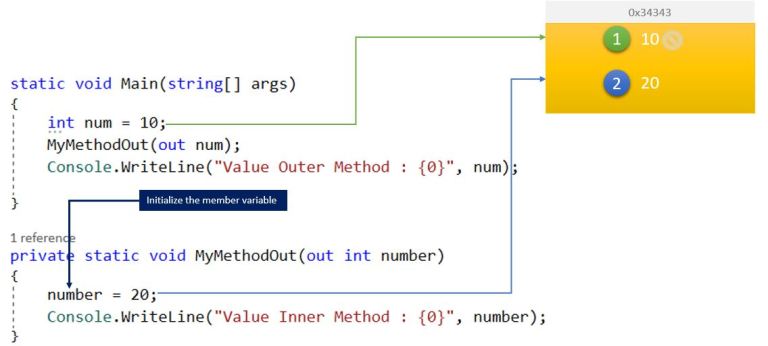 0x34343
1 10
2 20
static void Main(string[] args)
{
int num = 10;
MyMethodOut(out num);
Console.WriteLine("Value Outer Method : {0}", num);
}
Initialize the member variable
1 reference
private static void MyMethodOut(out int number)
{
number = 20;
Console.WriteLine("Value Inner Method : {0}", number);
}